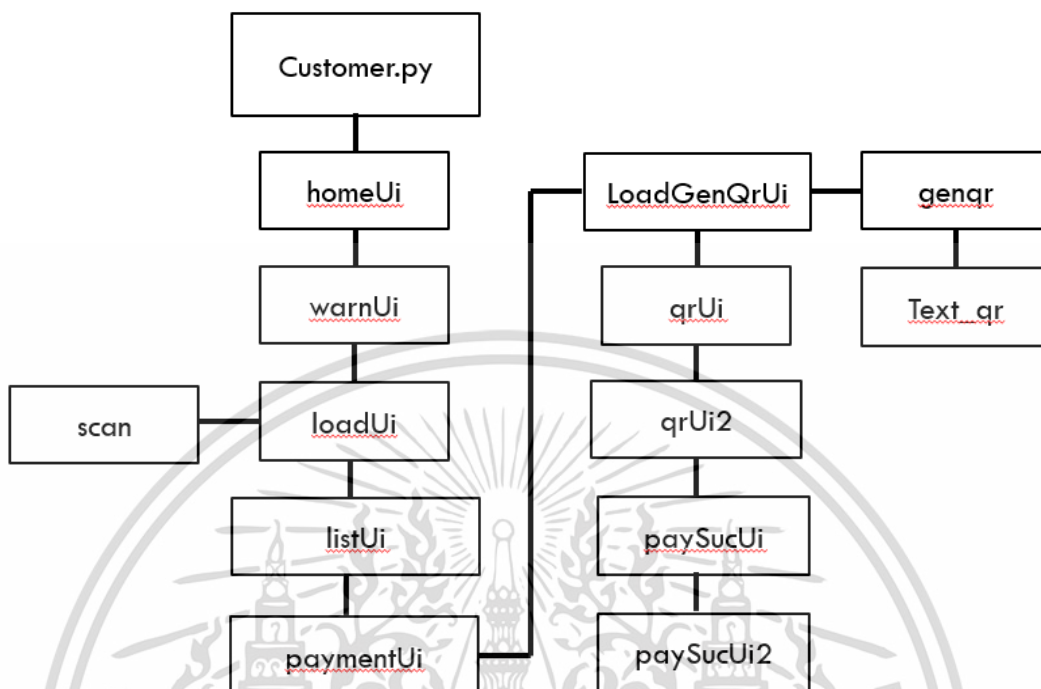 Customer.py
homeUi
warnUi
scan
loadUi
listUi
paymentUi
LoadGenQrUi
genqr
qrUi
Text_qr
qrUi2
paySucUi
paySucUi2